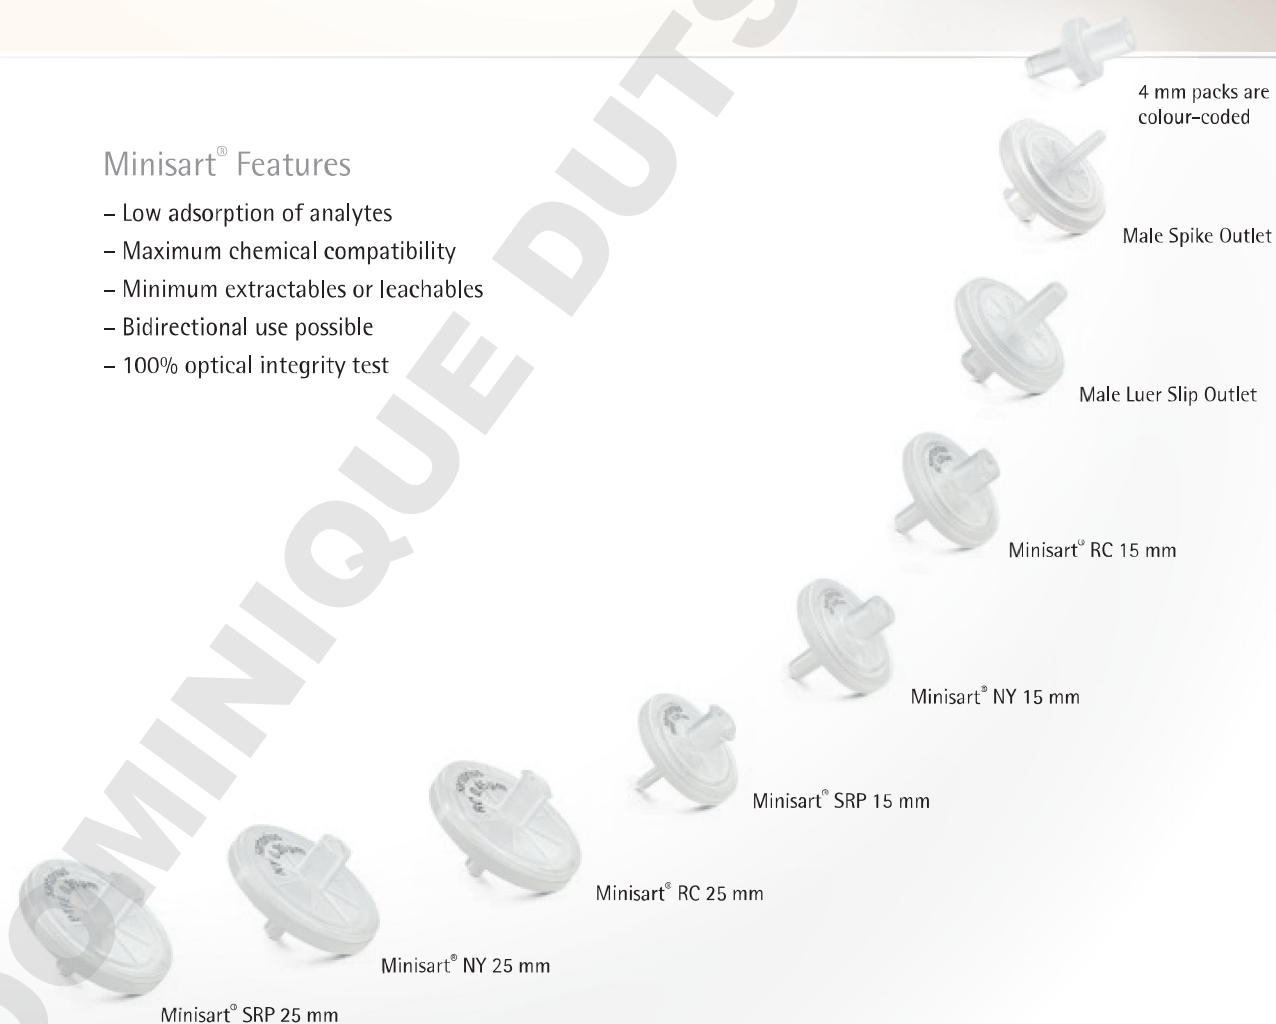 4 mm packs are
colour-coded
Minisart® Features
– Low adsorption of analytes
– Maximum chemical compatibility
– Minimum extractables or leachables
– Bidirectional use possible
– 100% optical integrity test
Male Spike Outlet
Male Luer Slip Outlet
Minisart® RC 15 mm
Minisart® NY 15 mm
Minisart® SRP 15 mm
Minisart® RC 25 mm
Minisart® NY 25 mm
Minisart® SRP 25 mm
DOMINIQUE DUTS